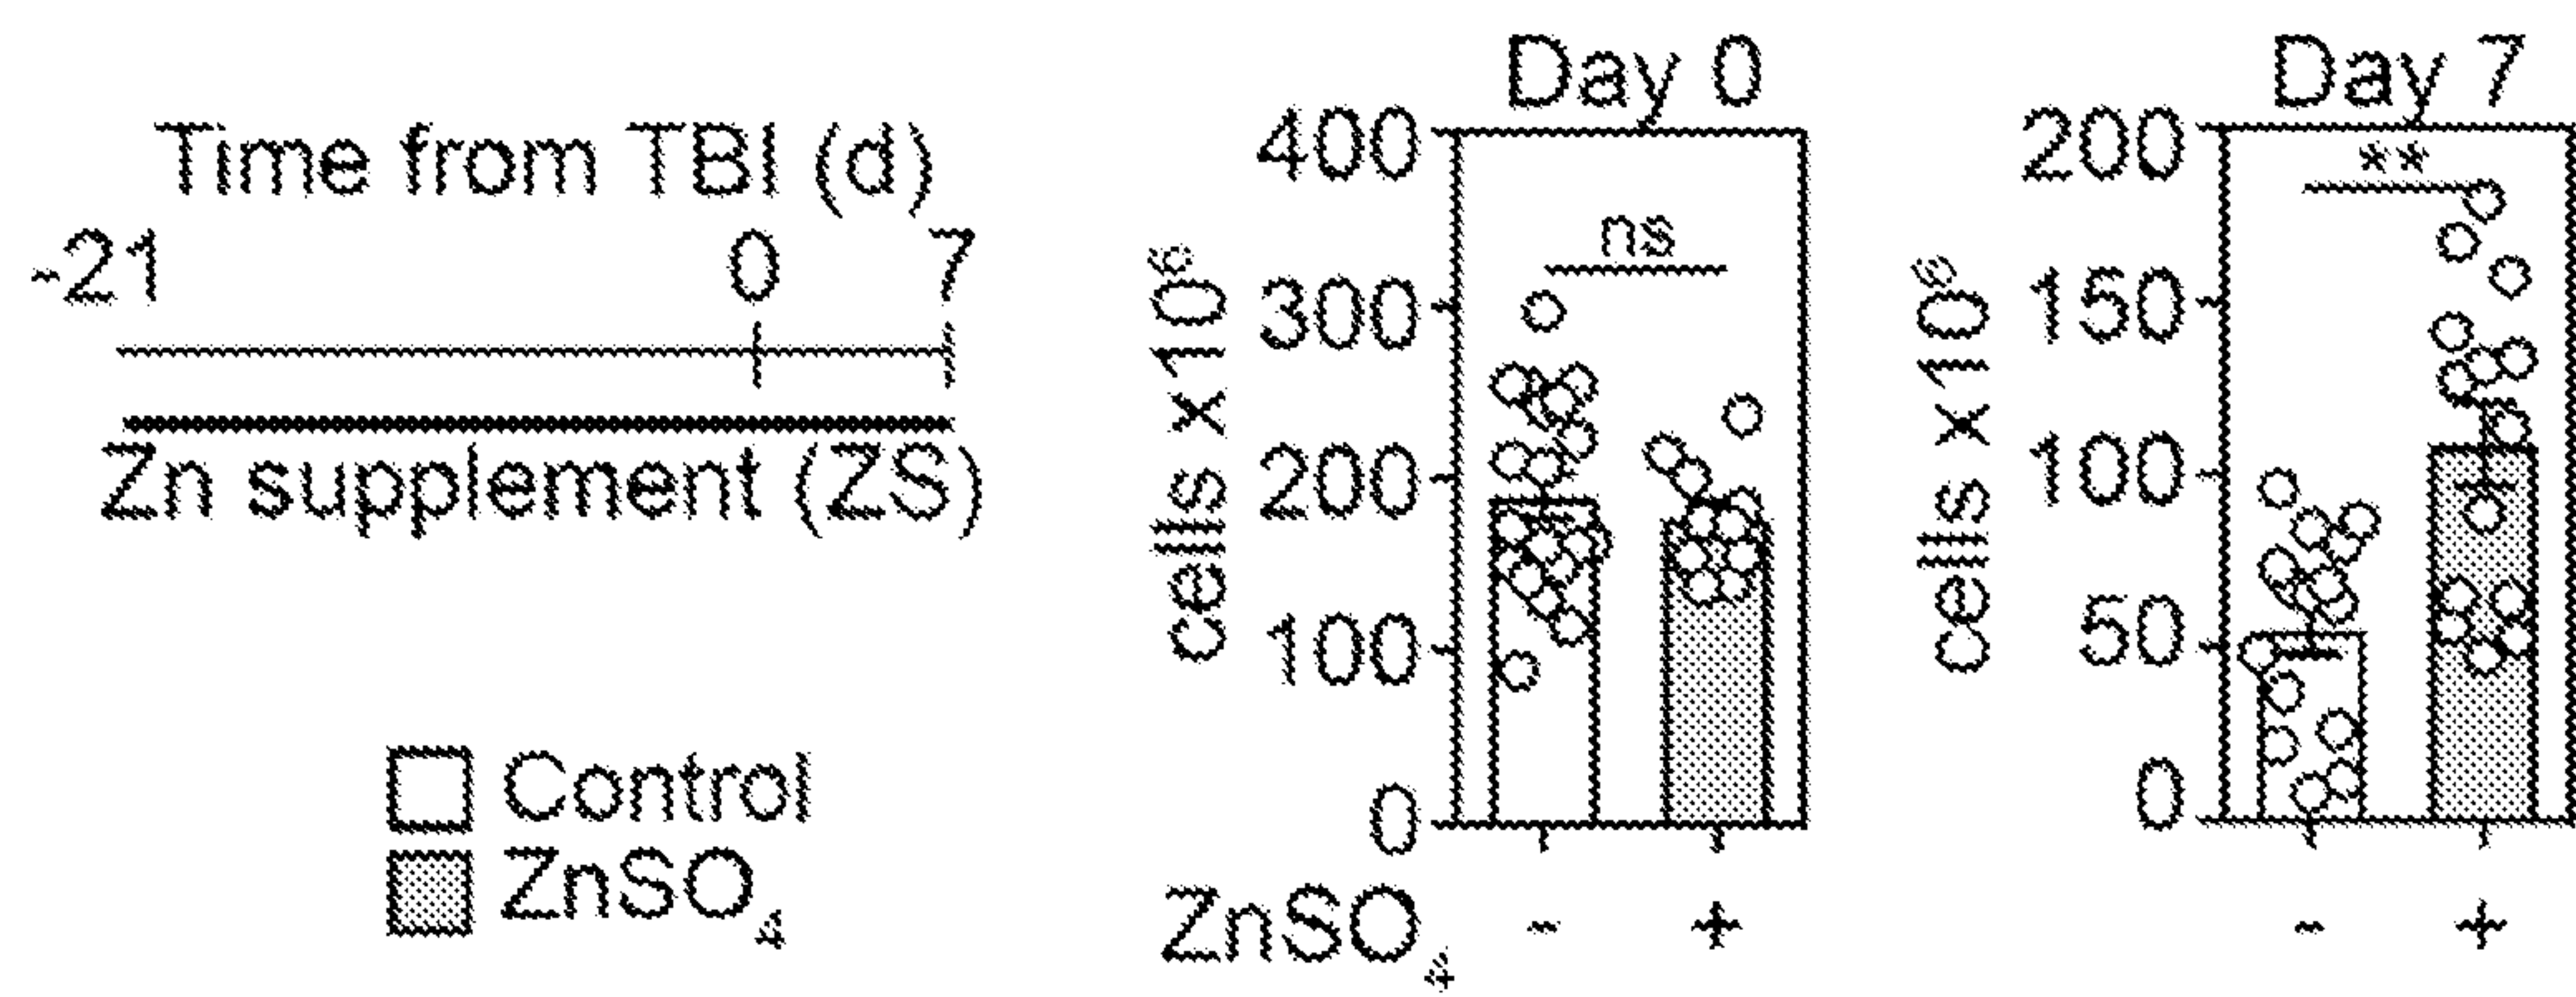 Time from TBI (d)
-21 0 7
Zn supplement (ZS)
Control
ZnSO4
Day 0
cells x10⁶
400
300
200
100
0
ns
ZnSO4 - +
Day 7
cells x10⁶
200
150
100
50
0
**
- +